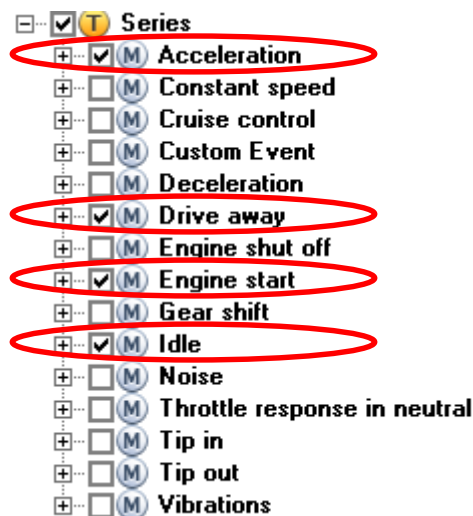 T Series
M Acceleration
M Constant speed
M Cruise control
M Custom Event
M Deceleration
M Drive away
M Engine shut off
M Engine start
M Gear shift
M Idle
M Noise
M Throttle response in neutral
M Tip in
M Tip out
M Vibrations